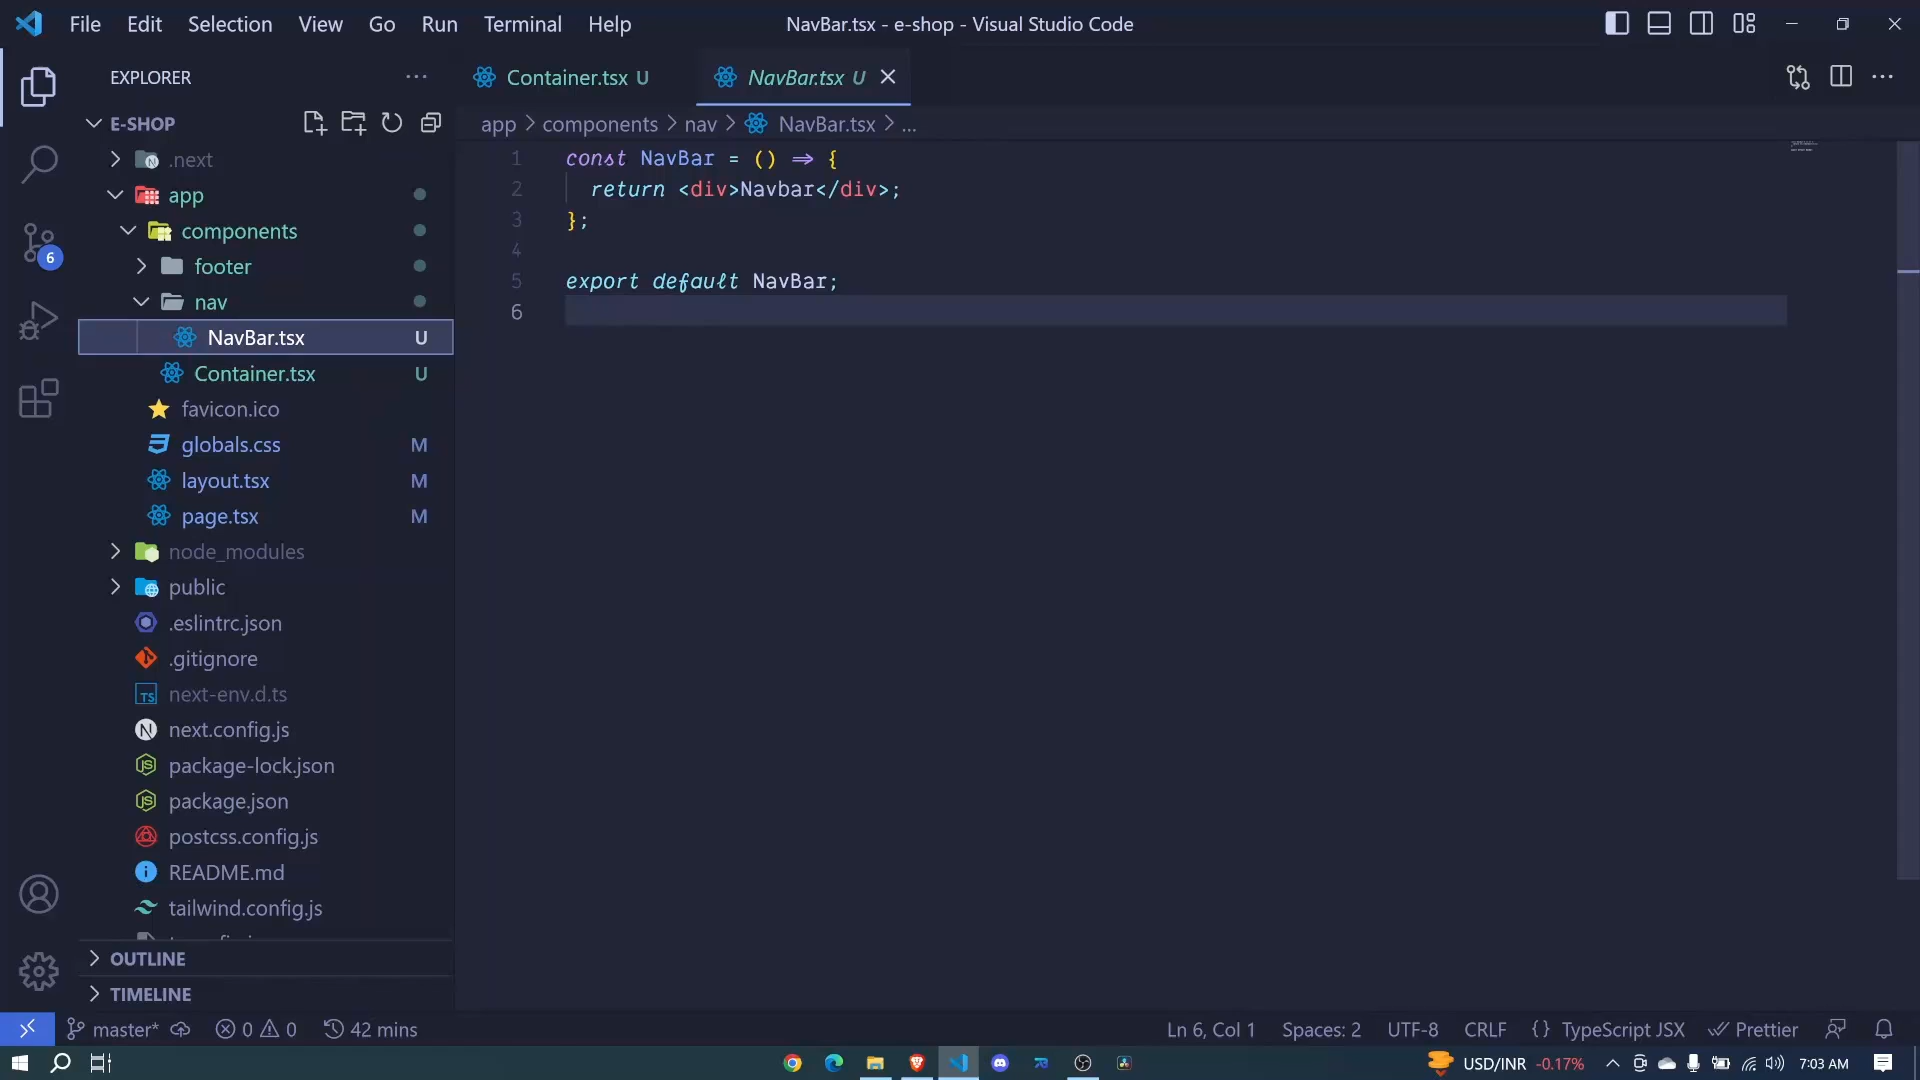 File Edit Selection View Go Run Terminal Help
NavBar.tsx - e-shop - Visual Studio Code
EXPLORER
Container.tsx U
NavBar.tsx U
E-SHOP
app > components > nav > NavBar.tsx > ...
.next
app
components
footer
nav
NavBar.tsx U
Container.tsx U
favicon.ico
globals.css M
layout.tsx M
page.tsx M
node_modules
public
.eslintrc.json
.gitignore
next-env.d.ts
next.config.js
package-lock.json
package.json
postcss.config.js
README.md
tailwind.config.js
OUTLINE
TIMELINE
1 const NavBar = () => {
2 return <div>Navbar</div>;
3 };
4
5 export default NavBar;
6
6
master* 0 0 42 mins
Ln 6, Col 1 Spaces: 2 UTF-8 CRLF {} TypeScript JSX Prettier
USD/INR -0.17% 7:03 AM